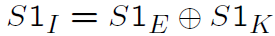 S1_I = S1_E ⊕ S1_K